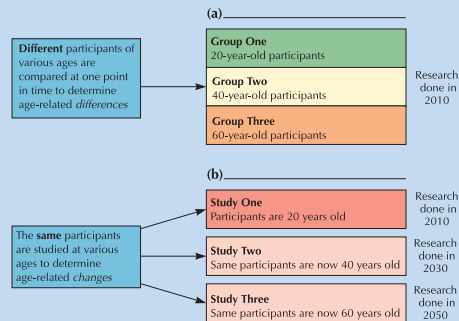 (a)
Different participants of
various ages are
compared at one point
in time to determine
age-related differences
Group One
20-year-old participants
Group Two
40-year-old participants
Group Three
60-year-old participants
Research
done in
2010
(b)
The same participants
are studied at various
ages to determine
age-related changes
Study One
Participants are 20 years old
Research
done in
2010
Study Two
Same participants are now 40 years old
Research
done in
2030
Study Three
Same participants are now 60 years old
Research
done in
2050